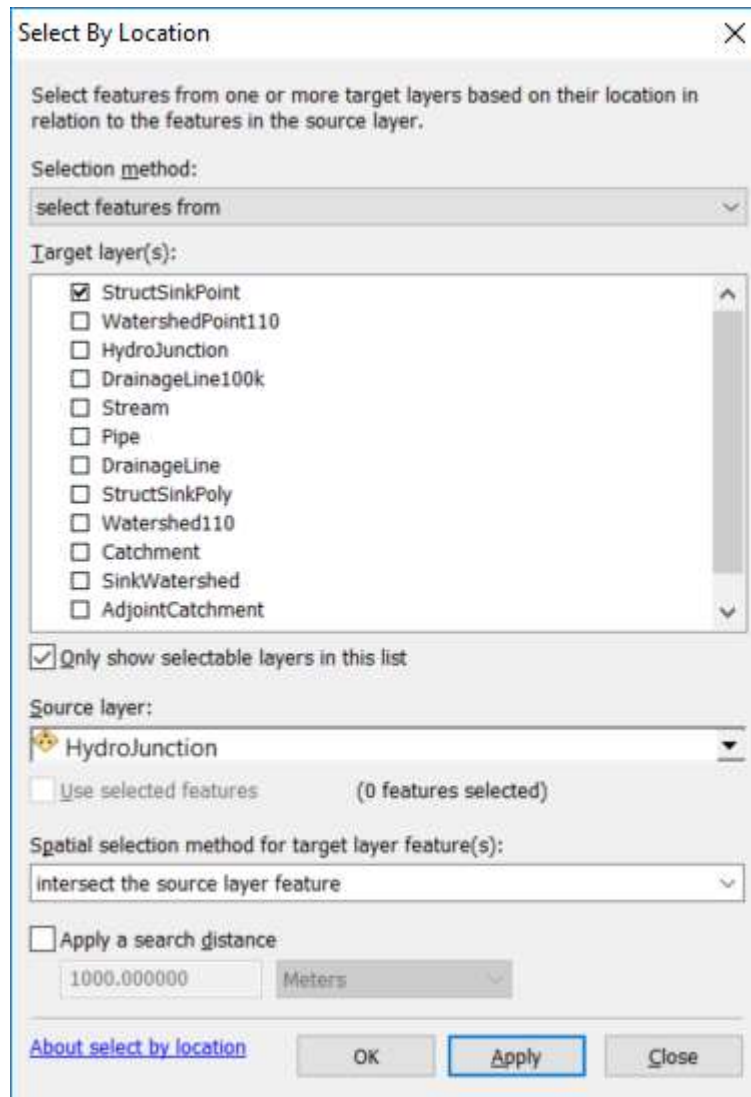 Select By Location
Select features from one or more target layers based on their location in
relation to the features in the source layer.
Selection method:
select features from
Target layer(s):
StructSinkPoint
WatershedPoint110
HydroJunction
DrainageLine100k
Stream
Pipe
DrainageLine
StructSinkPoly
Watershed110
Catchment
SinkWatershed
AdjointCatchment
Only show selectable layers in this list
Source layer:
HydroJunction
Use selected features (0 features selected)
Spatial selection method for target layer feature(s):
intersect the source layer feature
Apply a search distance
1000.000000 Meters
About select by location OK Apply Close